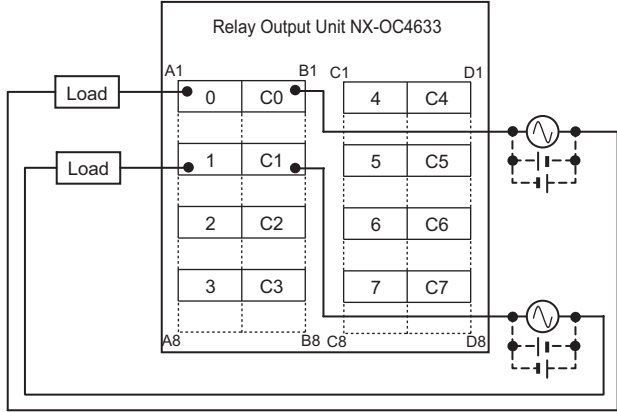 Relay Output Unit NX-OC4633
A1 B1 C1 D1
Load 0 C0 4 C4
Load 1 C1 5 C5
2 C2 6 C6
3 C3 7 C7
A8 B8 C8 D8